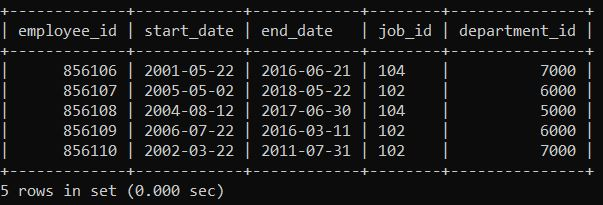 +-------------+------------+------------+--------+---------------+
| employee_id | start_date | end_date   | job_id | department_id |
+-------------+------------+------------+--------+---------------+
|      856106 | 2001-05-22 | 2016-06-21 | 104    |          7000 |
|      856107 | 2005-05-02 | 2018-05-22 | 102    |          6000 |
|      856108 | 2004-08-12 | 2017-06-30 | 104    |          5000 |
|      856109 | 2006-07-22 | 2016-03-11 | 102    |          6000 |
|      856110 | 2002-03-22 | 2011-07-31 | 102    |          7000 |
+-------------+------------+------------+--------+---------------+
5 rows in set (0.000 sec)